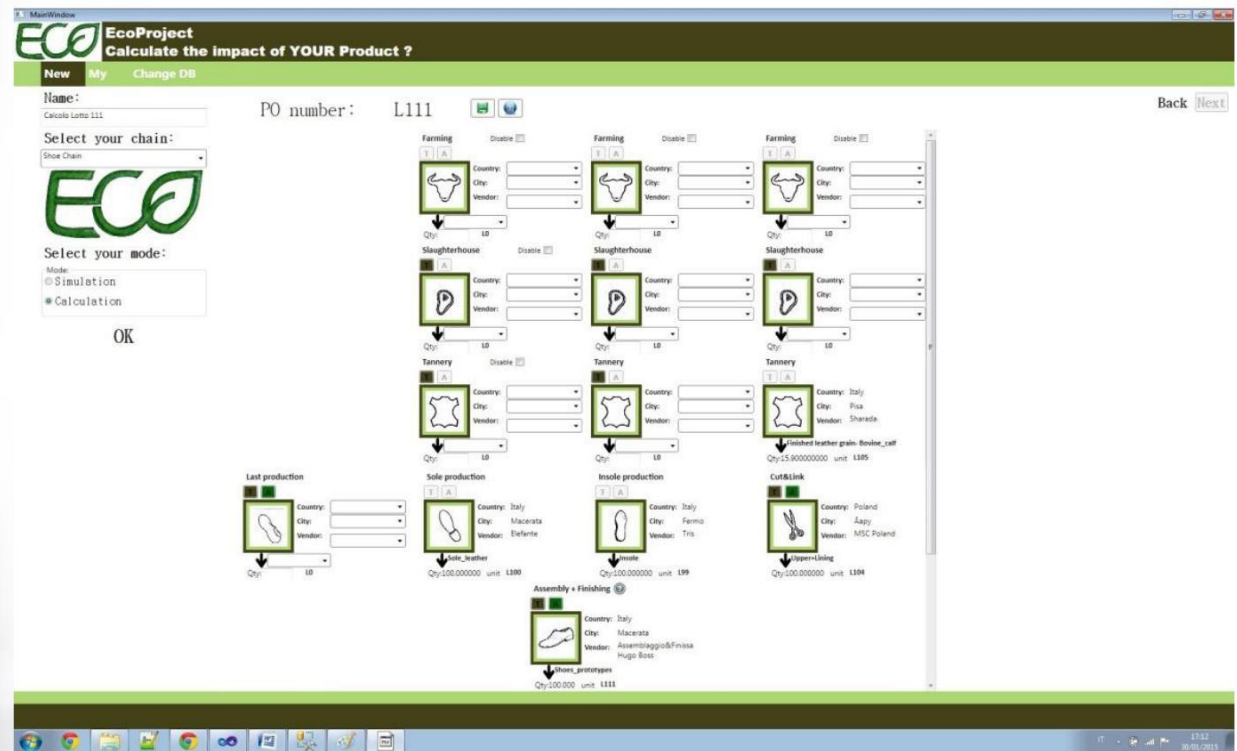 MainWindow
ECO
EcoProject
Calculate the impact of YOUR Product ?
New My Change DB
Name:
Calcolo Lotto 111
Select your chain:
Shoe Chain
ECO
Select your mode:
Mode:
Simulation
Calculation
OK
PO number: L111
Back Next
Farming Disable Farming Disable Farming Disable
T A T A T A
Country: Country: Country:
City: City: City:
Vendor: Vendor: Vendor:
Qty: L0 Qty: L0 Qty: L0
Slaughterhouse Disable Slaughterhouse Slaughterhouse
T A T A T A
Country: Country: Country:
City: City: City:
Vendor: Vendor: Vendor:
Qty: L0 Qty: L0 Qty: L0
Tannery Disable Tannery Tannery
T A T A T A
Country: Country: Country: Italy
City: City: City: Pisa
Vendor: Vendor: Vendor: Sharada
Finished leather grain- Bovine_calf
Qty: L0 Qty: L0 Qty:15.900000000 unit L105
Last production Sole production Insole production Cut&Link
T A T A T A T A
Country: Country: Italy Country: Italy Country: Poland
City: City: Macerata City: Fermo City: Åapy
Vendor: Vendor: Elefante Vendor: Tris Vendor: MSC Poland
Sole_leather Insole Upper+Lining
Qty: L0 Qty:100.000000 unit L100 Qty:100.000000 unit L99 Qty:100.000000 unit L104
Assembly + Finishing ?
T A
Country: Italy
City: Macerata
Vendor: Assemblaggio&Finissa
Hugo Boss
Shoes_prototypes
Qty:100.000 unit L111
IT 17:12
30/01/2015